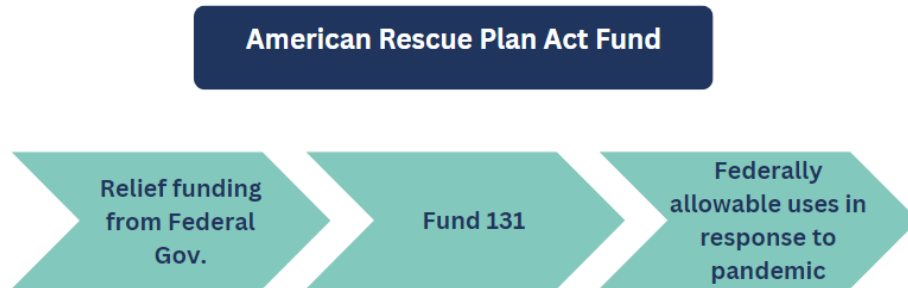 American Rescue Plan Act Fund
Relief funding
from Federal
Gov.
Fund 131
Federally
allowable uses in
response to
pandemic